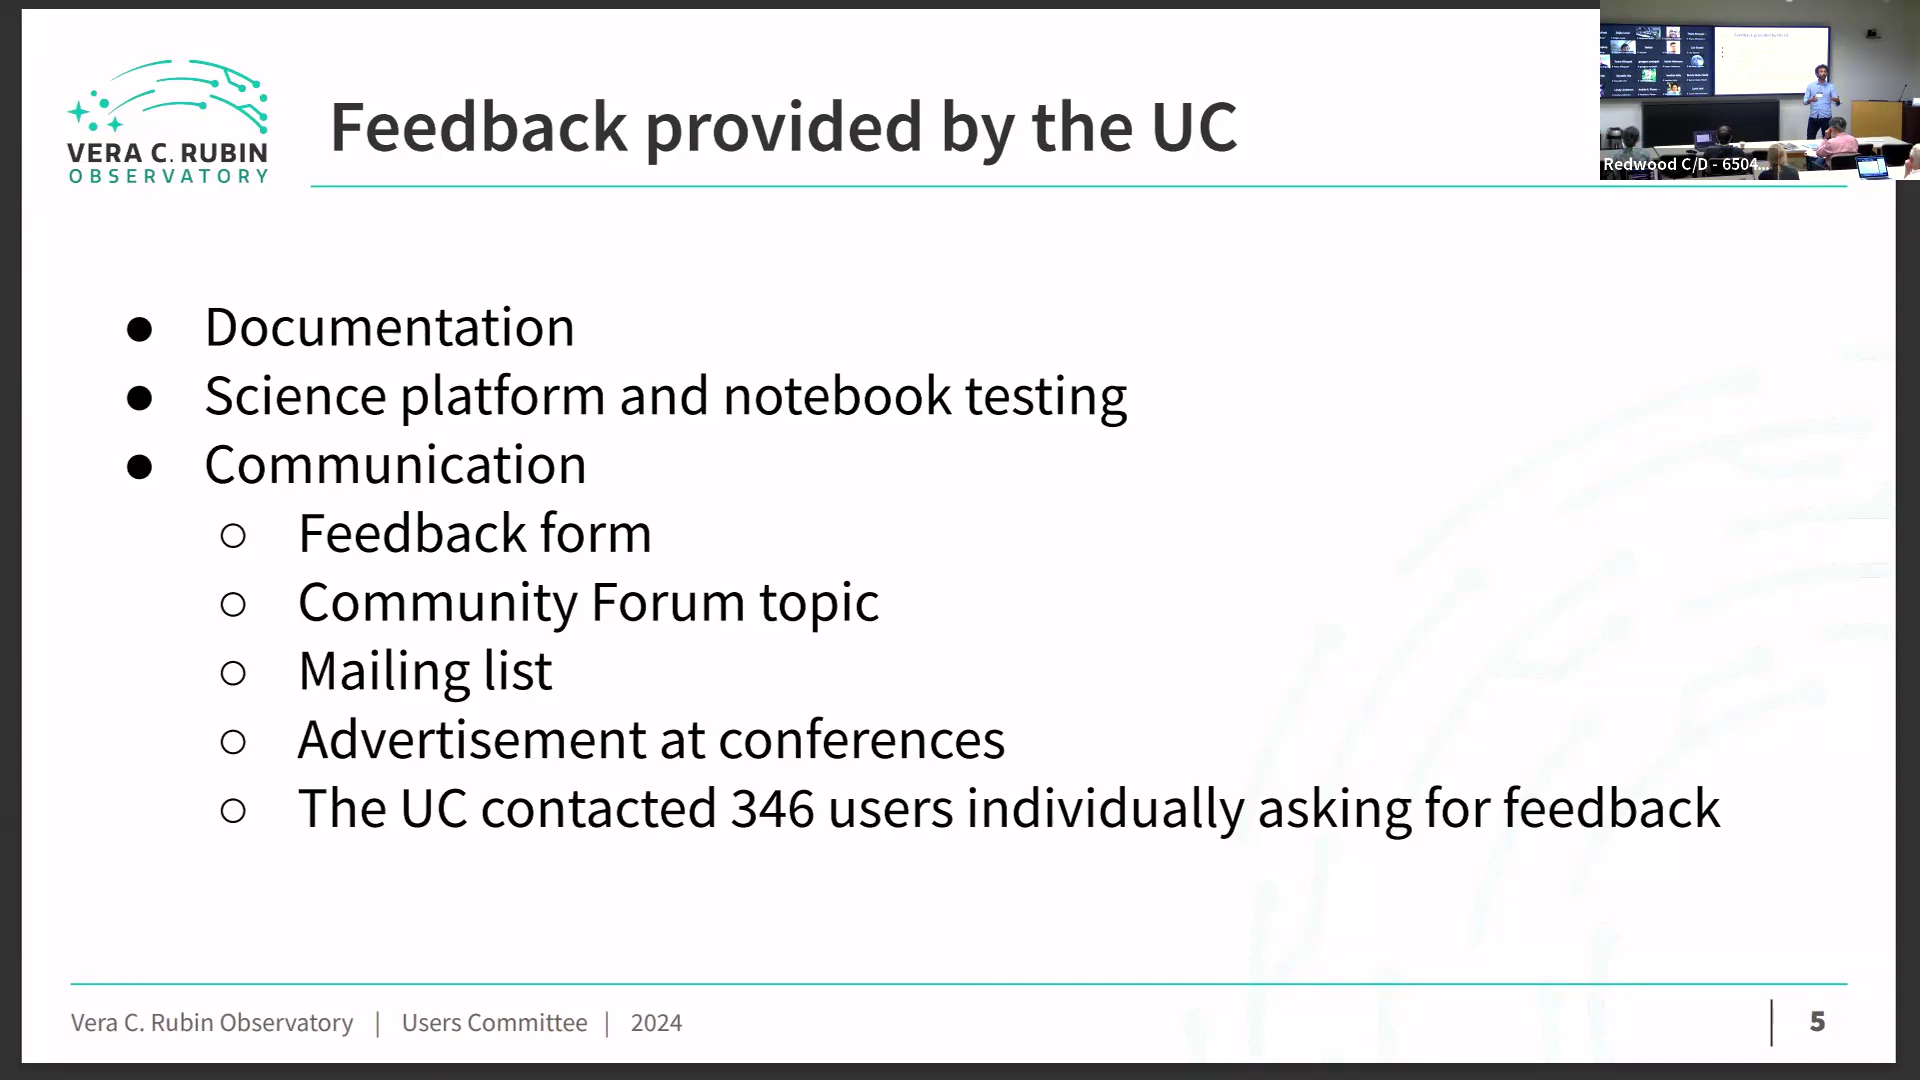 VERA C. RUBIN
OBSERVATORY
Feedback provided by the UC
Redwood C/D - 6504...
● Documentation
● Science platform and notebook testing
● Communication
○ Feedback form
○ Community Forum topic
○ Mailing list
○ Advertisement at conferences
○ The UC contacted 346 users individually asking for feedback
Vera C. Rubin Observatory | Users Committee | 2024
5